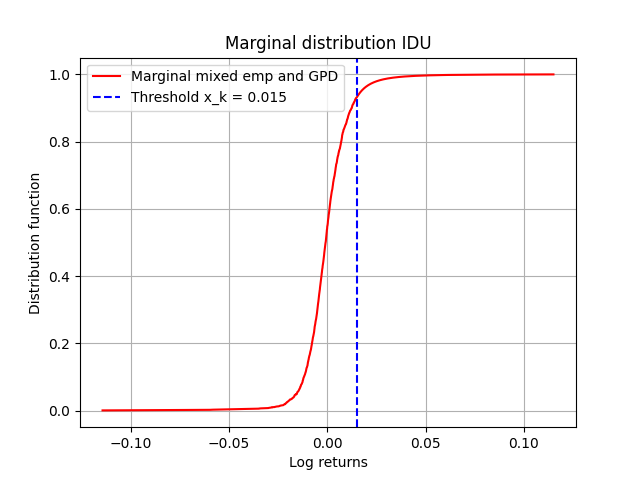 Marginal distribution IDU
Marginal mixed emp and GPD
Threshold x_k = 0.015
Distribution function
1.0
0.8
0.6
0.4
0.2
0.0
−0.10 −0.05 0.00 0.05 0.10
Log returns